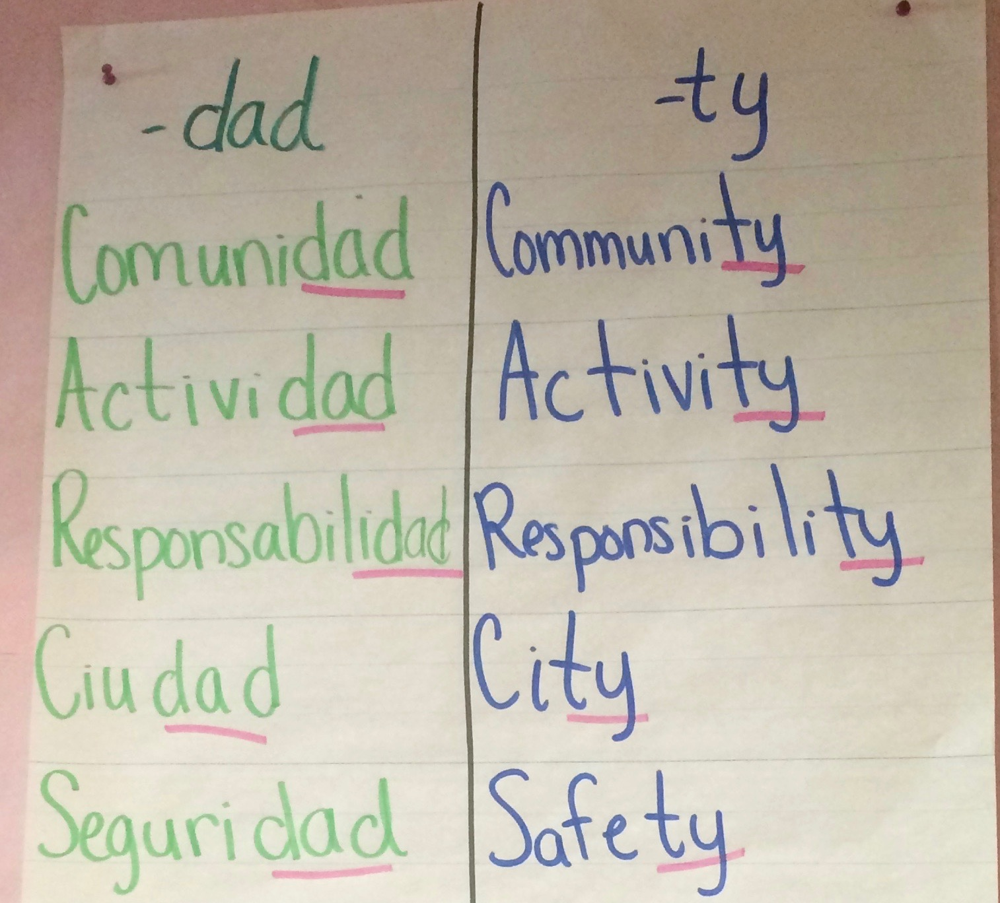 -dad -ty
Comunidad Community
Actividad Activity
Responsabilidad Responsibility
Ciudad City
Seguridad Safety